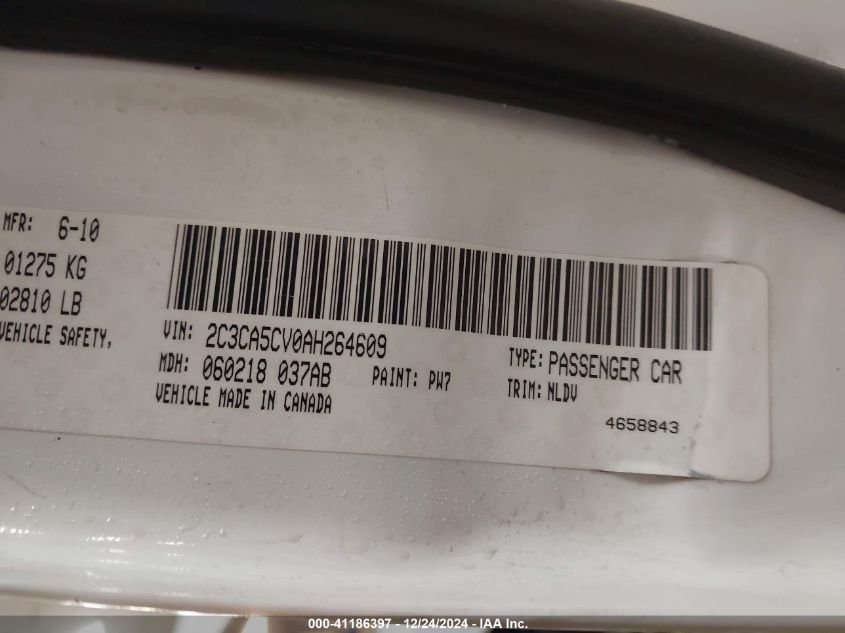 MFR: 6-10
01275 KG
02810 LB
VEHICLE SAFETY,
VIN: 2C3CA5CV0AH264609
TYPE: PASSENGER CAR
MDH: 060218 037AB
PAINT: PW7
TRIM: NLDV
VEHICLE MADE IN CANADA
4658843
000-41186397 - 12/24/2024 - IAA Inc.